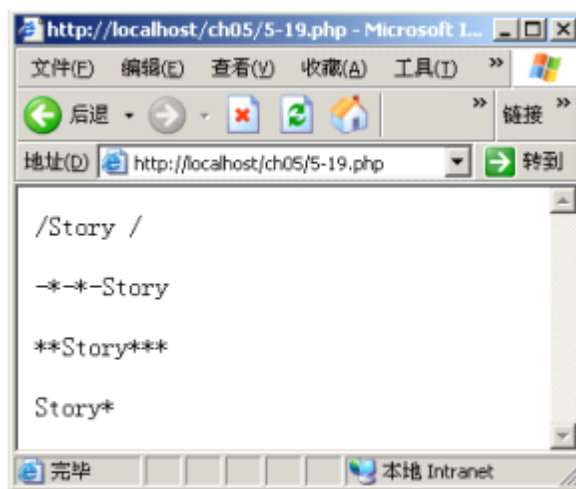 http://localhost/ch05/5-19.php - Microsoft I...
文件(F) 编辑(E) 查看(V) 收藏(A) 工具(T) »
后退 » 链接 »
地址(D) http://localhost/ch05/5-19.php 转到
/Story /
-*-*-Story
**Story***
Story*
完毕 本地 Intranet